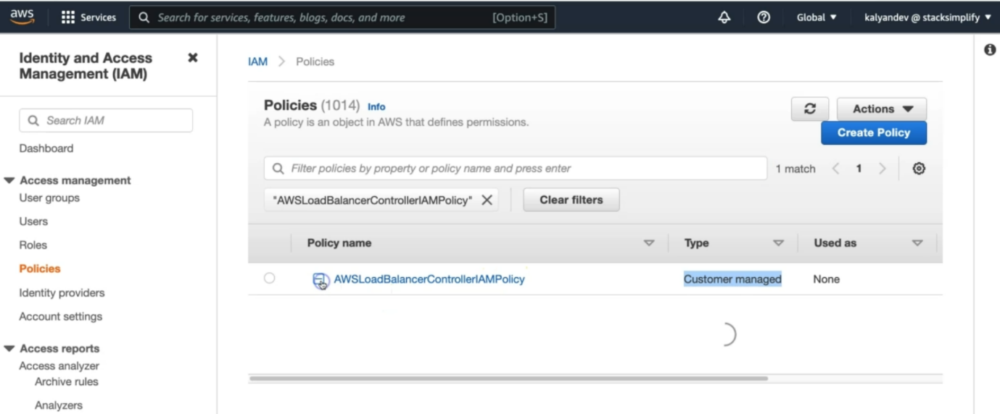 aws
Services
Search for services, features, blogs, docs, and more
[Option+S]
Global
kalyandev @ stacksimplify
Identity and Access
Management (IAM)
Search IAM
Dashboard
Access management
User groups
Users
Roles
Policies
Identity providers
Account settings
Access reports
Access analyzer
Archive rules
Analyzers
IAM
Policies
Policies (1014) Info
A policy is an object in AWS that defines permissions.
Actions
Create Policy
Filter policies by property or policy name and press enter
1 match
1
"AWSLoadBalancerControllerIAMPolicy"
Clear filters
Policy name
Type
Used as
AWSLoadBalancerControllerIAMPolicy
Customer managed
None